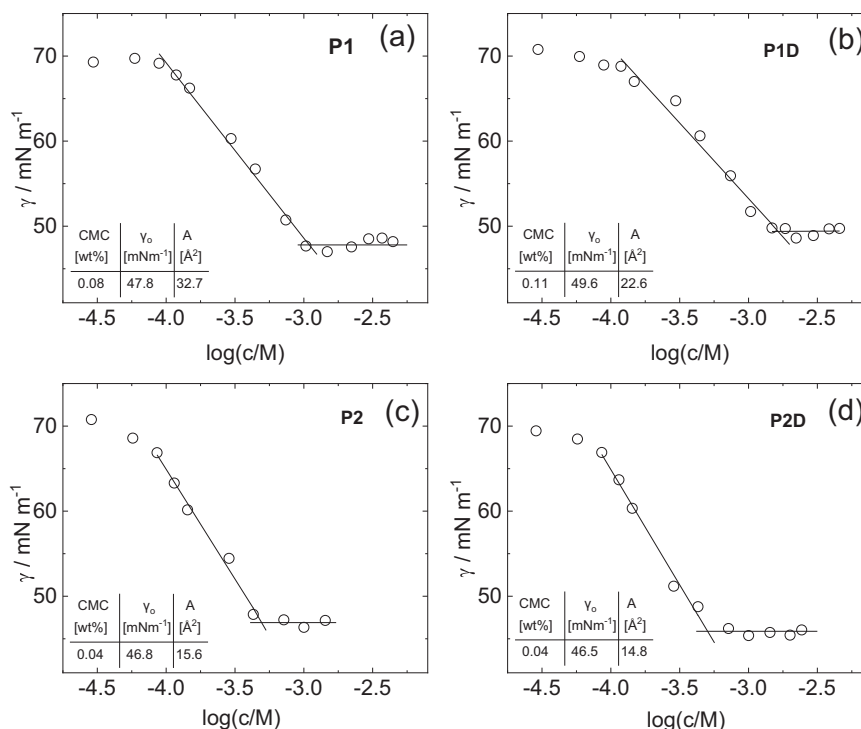 P1 (a)
70
60
50
γ / mN m⁻¹
CMC γₒ A
[wt%] [mNm⁻¹] [Å²]
0.08 47.8 32.7
-4.5 -4.0 -3.5 -3.0 -2.5
log(c/M)
P1D (b)
70
60
50
γ / mN m⁻¹
CMC γₒ A
[wt%] [mNm⁻¹] [Å²]
0.11 49.6 22.6
-4.5 -4.0 -3.5 -3.0 -2.5
log(c/M)
P2 (c)
70
60
50
γ / mN m⁻¹
CMC γₒ A
[wt%] [mNm⁻¹] [Å²]
0.04 46.8 15.6
-4.5 -4.0 -3.5 -3.0 -2.5
log(c/M)
P2D (d)
70
60
50
γ / mN m⁻¹
CMC γₒ A
[wt%] [mNm⁻¹] [Å²]
0.04 46.5 14.8
-4.5 -4.0 -3.5 -3.0 -2.5
log(c/M)